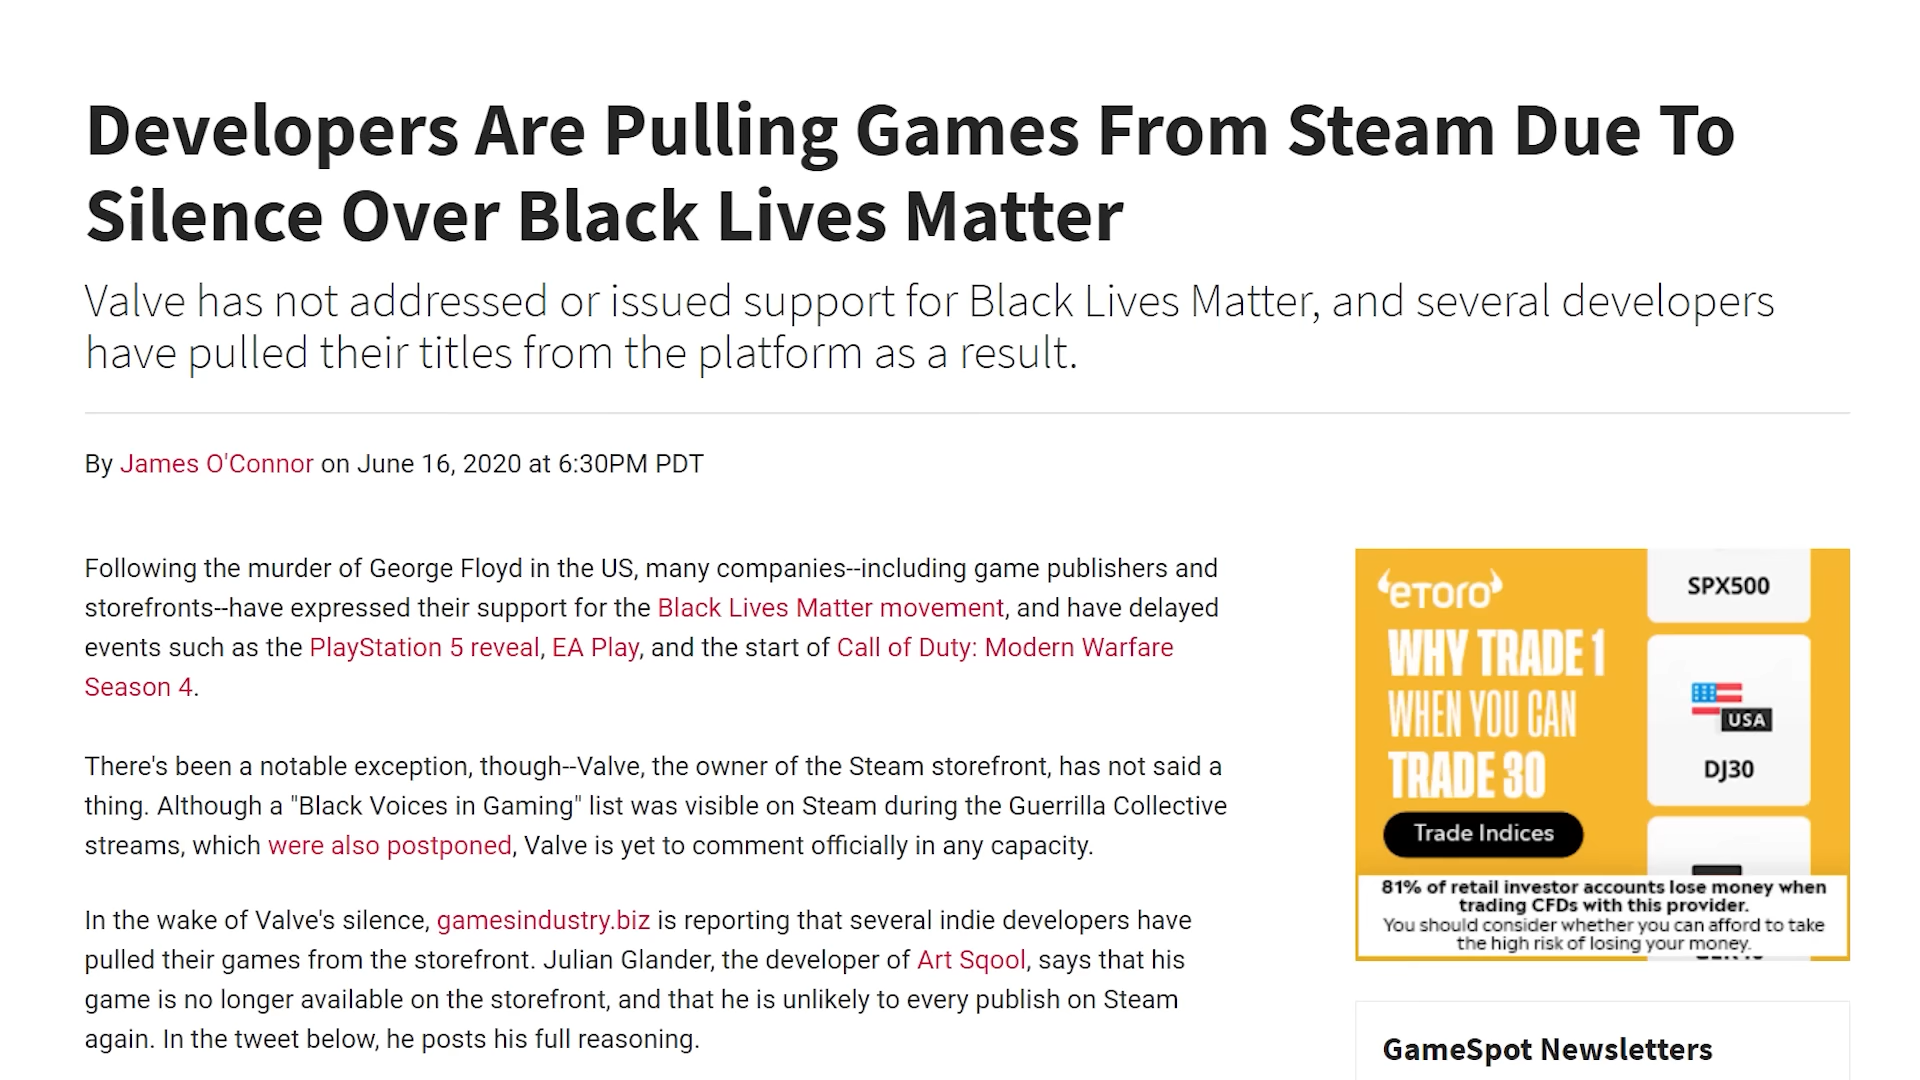 Developers Are Pulling Games From Steam Due To
Silence Over Black Lives Matter
Valve has not addressed or issued support for Black Lives Matter, and several developers
have pulled their titles from the platform as a result.
By James O'Connor on June 16, 2020 at 6:30PM PDT
Following the murder of George Floyd in the US, many companies--including game publishers and
storefronts--have expressed their support for the Black Lives Matter movement, and have delayed
events such as the PlayStation 5 reveal, EA Play, and the start of Call of Duty: Modern Warfare
Season 4.
There's been a notable exception, though--Valve, the owner of the Steam storefront, has not said a
thing. Although a "Black Voices in Gaming" list was visible on Steam during the Guerrilla Collective
streams, which were also postponed, Valve is yet to comment officially in any capacity.
In the wake of Valve's silence, gamesindustry.biz is reporting that several indie developers have
pulled their games from the storefront. Julian Glander, the developer of Art Sqool, says that his
game is no longer available on the storefront, and that he is unlikely to every publish on Steam
again. In the tweet below, he posts his full reasoning.
eToro
WHY TRADE 1
WHEN YOU CAN
TRADE 30
Trade Indices
SPX500
USA
DJ30
81% of retail investor accounts lose money when
trading CFDs with this provider.
You should consider whether you can afford to take
the high risk of losing your money.
GameSpot Newsletters